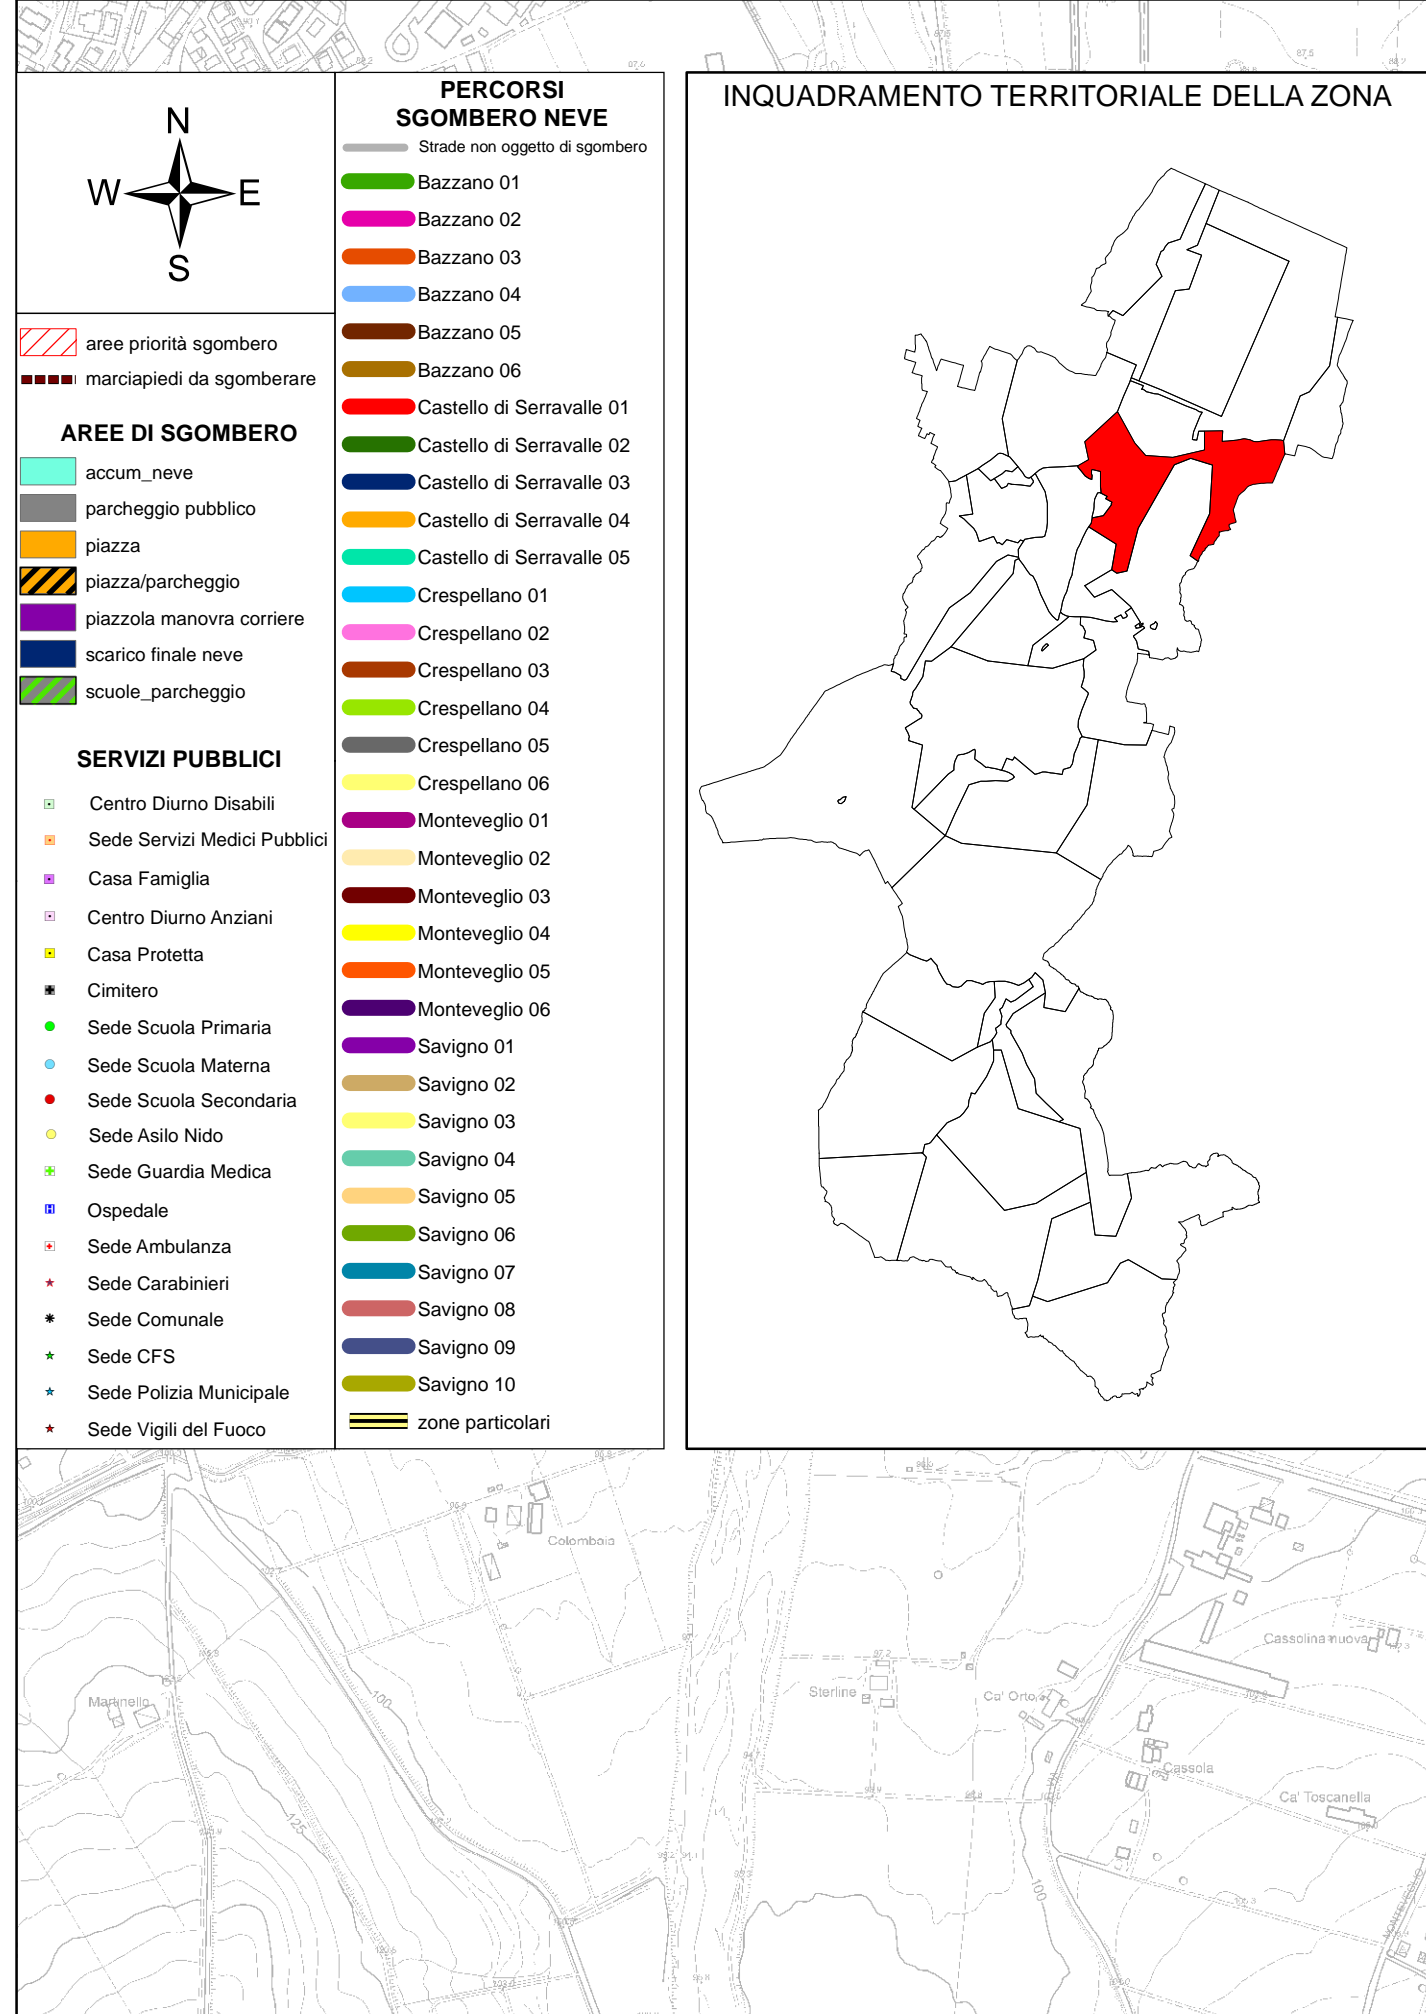 N
W E
S
aree priorità sgombero
marciapiedi da sgomberare
AREE DI SGOMBERO
accum_neve
parcheggio pubblico
piazza
piazza/parcheggio
piazzola manovra corriere
scarico finale neve
scuole_parcheggio
SERVIZI PUBBLICI
Centro Diurno Disabili
Sede Servizi Medici Pubblici
Casa Famiglia
Centro Diurno Anziani
Casa Protetta
Cimitero
Sede Scuola Primaria
Sede Scuola Materna
Sede Scuola Secondaria
Sede Asilo Nido
Sede Guardia Medica
H Ospedale
Sede Ambulanza
Sede Carabinieri
Sede Comunale
Sede CFS
Sede Polizia Municipale
Sede Vigili del Fuoco
PERCORSI
SGOMBERO NEVE
Strade non oggetto di sgombero
Bazzano 01
Bazzano 02
Bazzano 03
Bazzano 04
Bazzano 05
Bazzano 06
Castello di Serravalle 01
Castello di Serravalle 02
Castello di Serravalle 03
Castello di Serravalle 04
Castello di Serravalle 05
Crespellano 01
Crespellano 02
Crespellano 03
Crespellano 04
Crespellano 05
Crespellano 06
Monteveglio 01
Monteveglio 02
Monteveglio 03
Monteveglio 04
Monteveglio 05
Monteveglio 06
Savigno 01
Savigno 02
Savigno 03
Savigno 04
Savigno 05
Savigno 06
Savigno 07
Savigno 08
Savigno 09
Savigno 10
zone particolari
INQUADRAMENTO TERRITORIALE DELLA ZONA
Colombaia
Cassolina nuova
Martinello
100
Sterline
Ca' Orto
Cassola
Ca' Toscanella
125
100